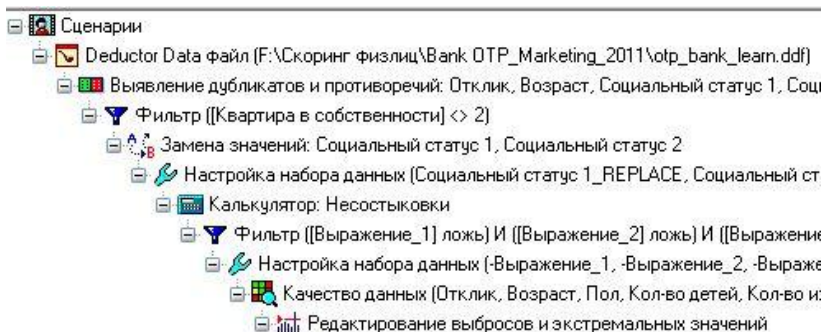 Сценарии
Deductor Data файл (F:\Скоринг физлиц\Bank OTP_Marketing_2011\otp_bank_learn.ddf)
Выявление дубликатов и противоречий: Отклик, Возраст, Социальный статус 1, Соци
Фильтр ([Квартира в собственности] <> 2)
Замена значений: Социальный статус 1, Социальный статус 2
Настройка набора данных (Социальный статус 1_REPLACE, Социальный ст
Калькулятор: Несостыковки
Фильтр ([Выражение_1] ложь) И ([Выражение_2] ложь) И ([Выражение
Настройка набора данных (-Выражение_1, -Выражение_2, -Выраже
Качество данных (Отклик, Возраст, Пол, Кол-во детей, Кол-во из
Редактирование выбросов и экстремальных значений